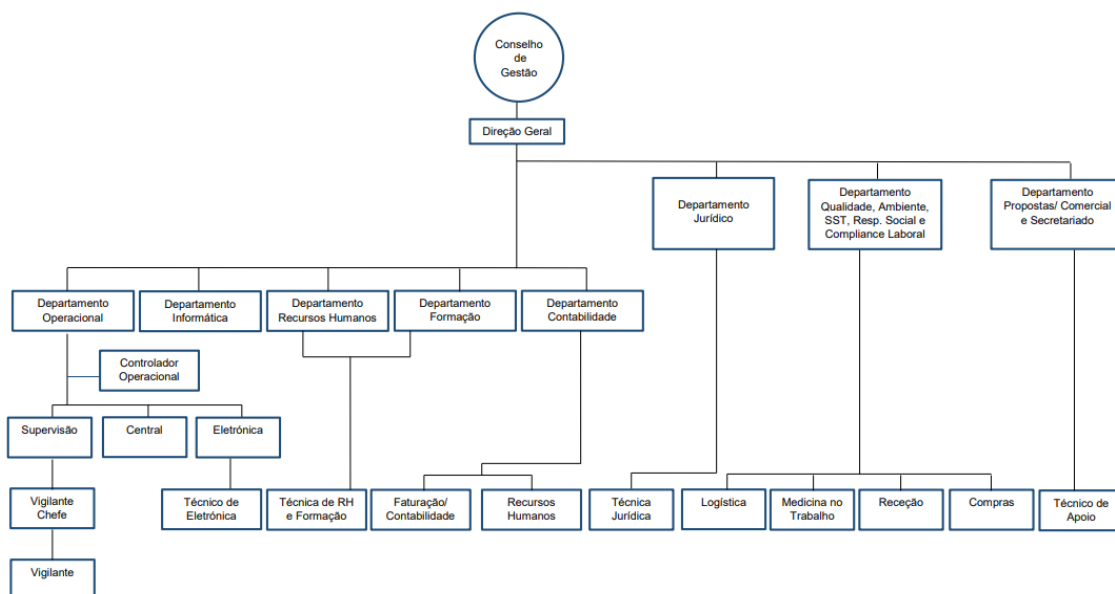 Conselho
de
Gestão
Direção Geral
Departamento
Jurídico
Departamento
Qualidade, Ambiente,
SST, Resp. Social e
Compliance Laboral
Departamento
Propostas/ Comercial
e Secretariado
Departamento
Operacional
Departamento
Informática
Departamento
Recursos Humanos
Departamento
Formação
Departamento
Contabilidade
Controlador
Operacional
Supervisão
Central
Eletrónica
Vigilante
Chefe
Técnico de
Eletrónica
Técnica de RH
e Formação
Faturação/
Contabilidade
Recursos
Humanos
Técnica
Jurídica
Logística
Medicina no
Trabalho
Receção
Compras
Técnico de
Apoio
Vigilante